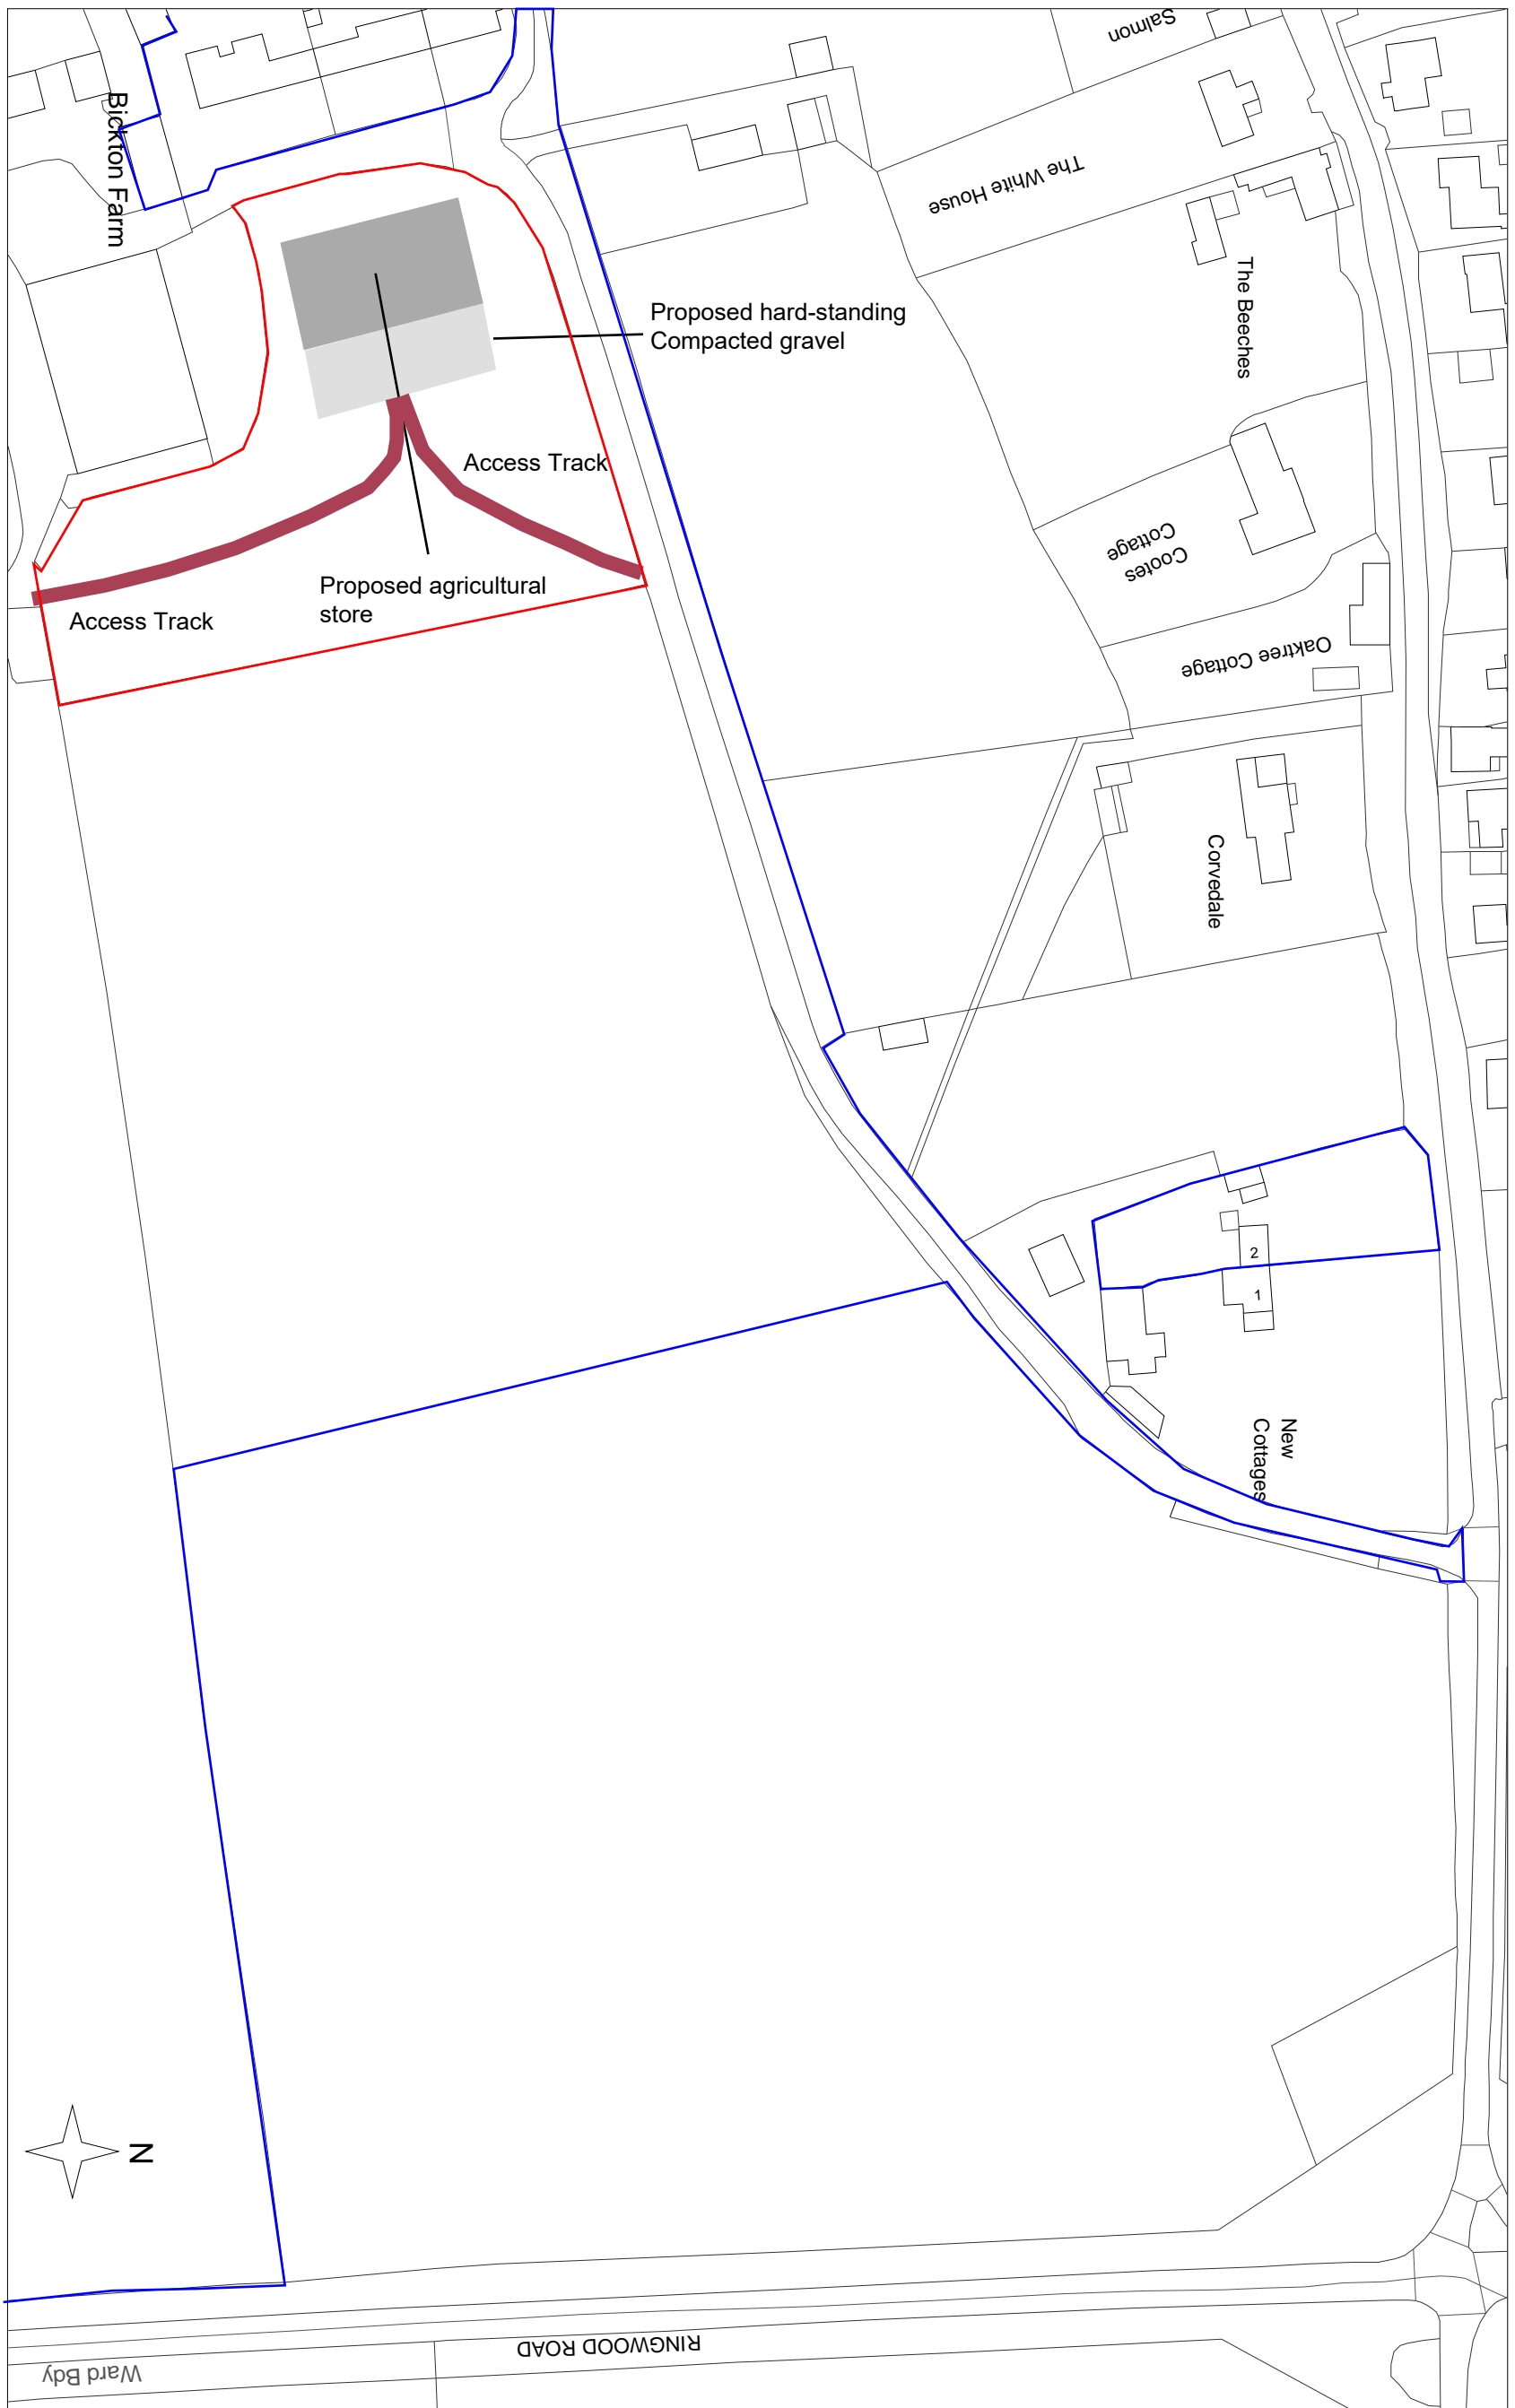 Salmon
Bickton Farm
The White House
The Beeches
Proposed hard-standing
Compacted gravel
Access Track
Cootes
Cottage
Proposed agricultural
store
Access Track
Oaktree Cottage
Corvedale
2
1
New
Cottages
N
RINGWOOD ROAD
Ward Bdy